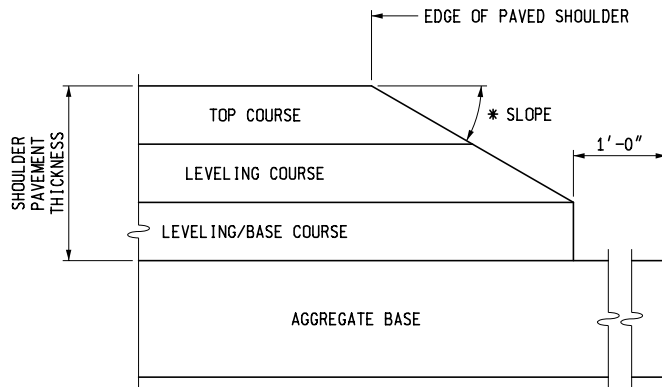 EDGE OF PAVED SHOULDER
TOP COURSE
* SLOPE
1'-0"
SHOULDER
PAVEMENT
THICKNESS
LEVELING COURSE
LEVELING/BASE COURSE
AGGREGATE BASE